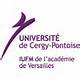 UNIVERSITÉ
de Cergy-Pontoise
IUFM de l'académie
de Versailles